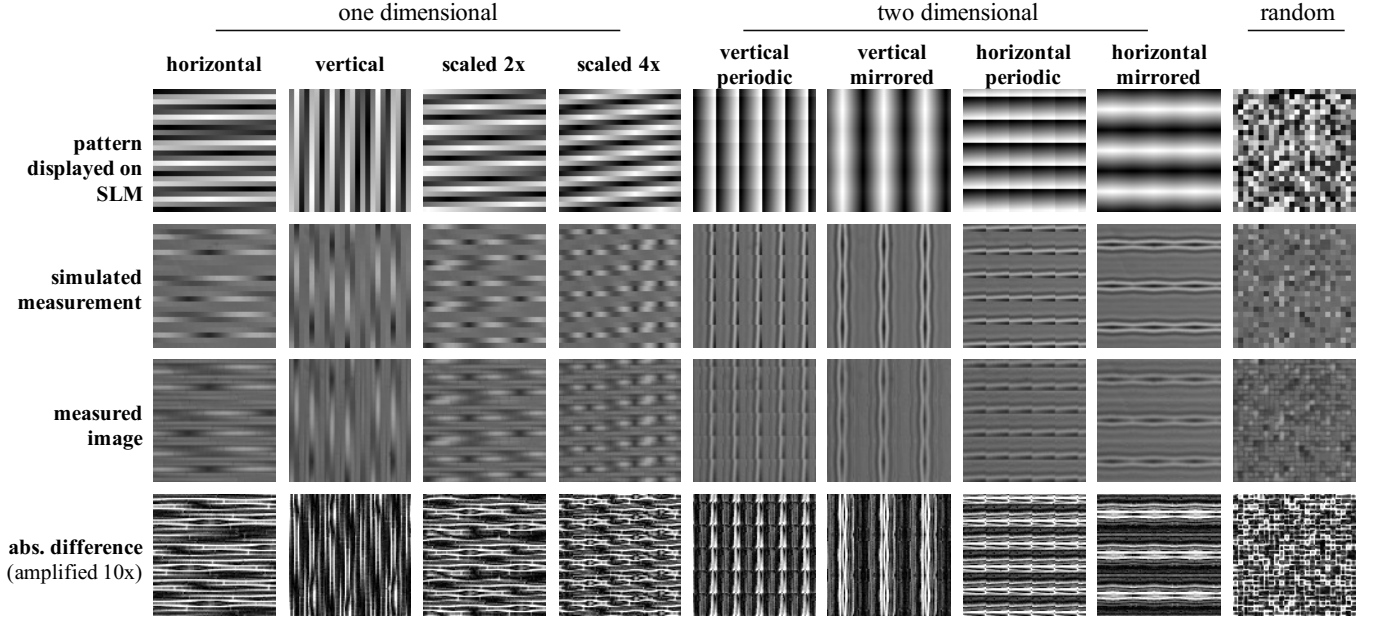 one dimensional
two dimensional
random
horizontal
vertical
scaled 2x
scaled 4x
vertical
periodic
vertical
mirrored
horizontal
periodic
horizontal
mirrored
pattern
displayed on
SLM
simulated
measurement
measured
image
abs. difference
(amplified 10x)